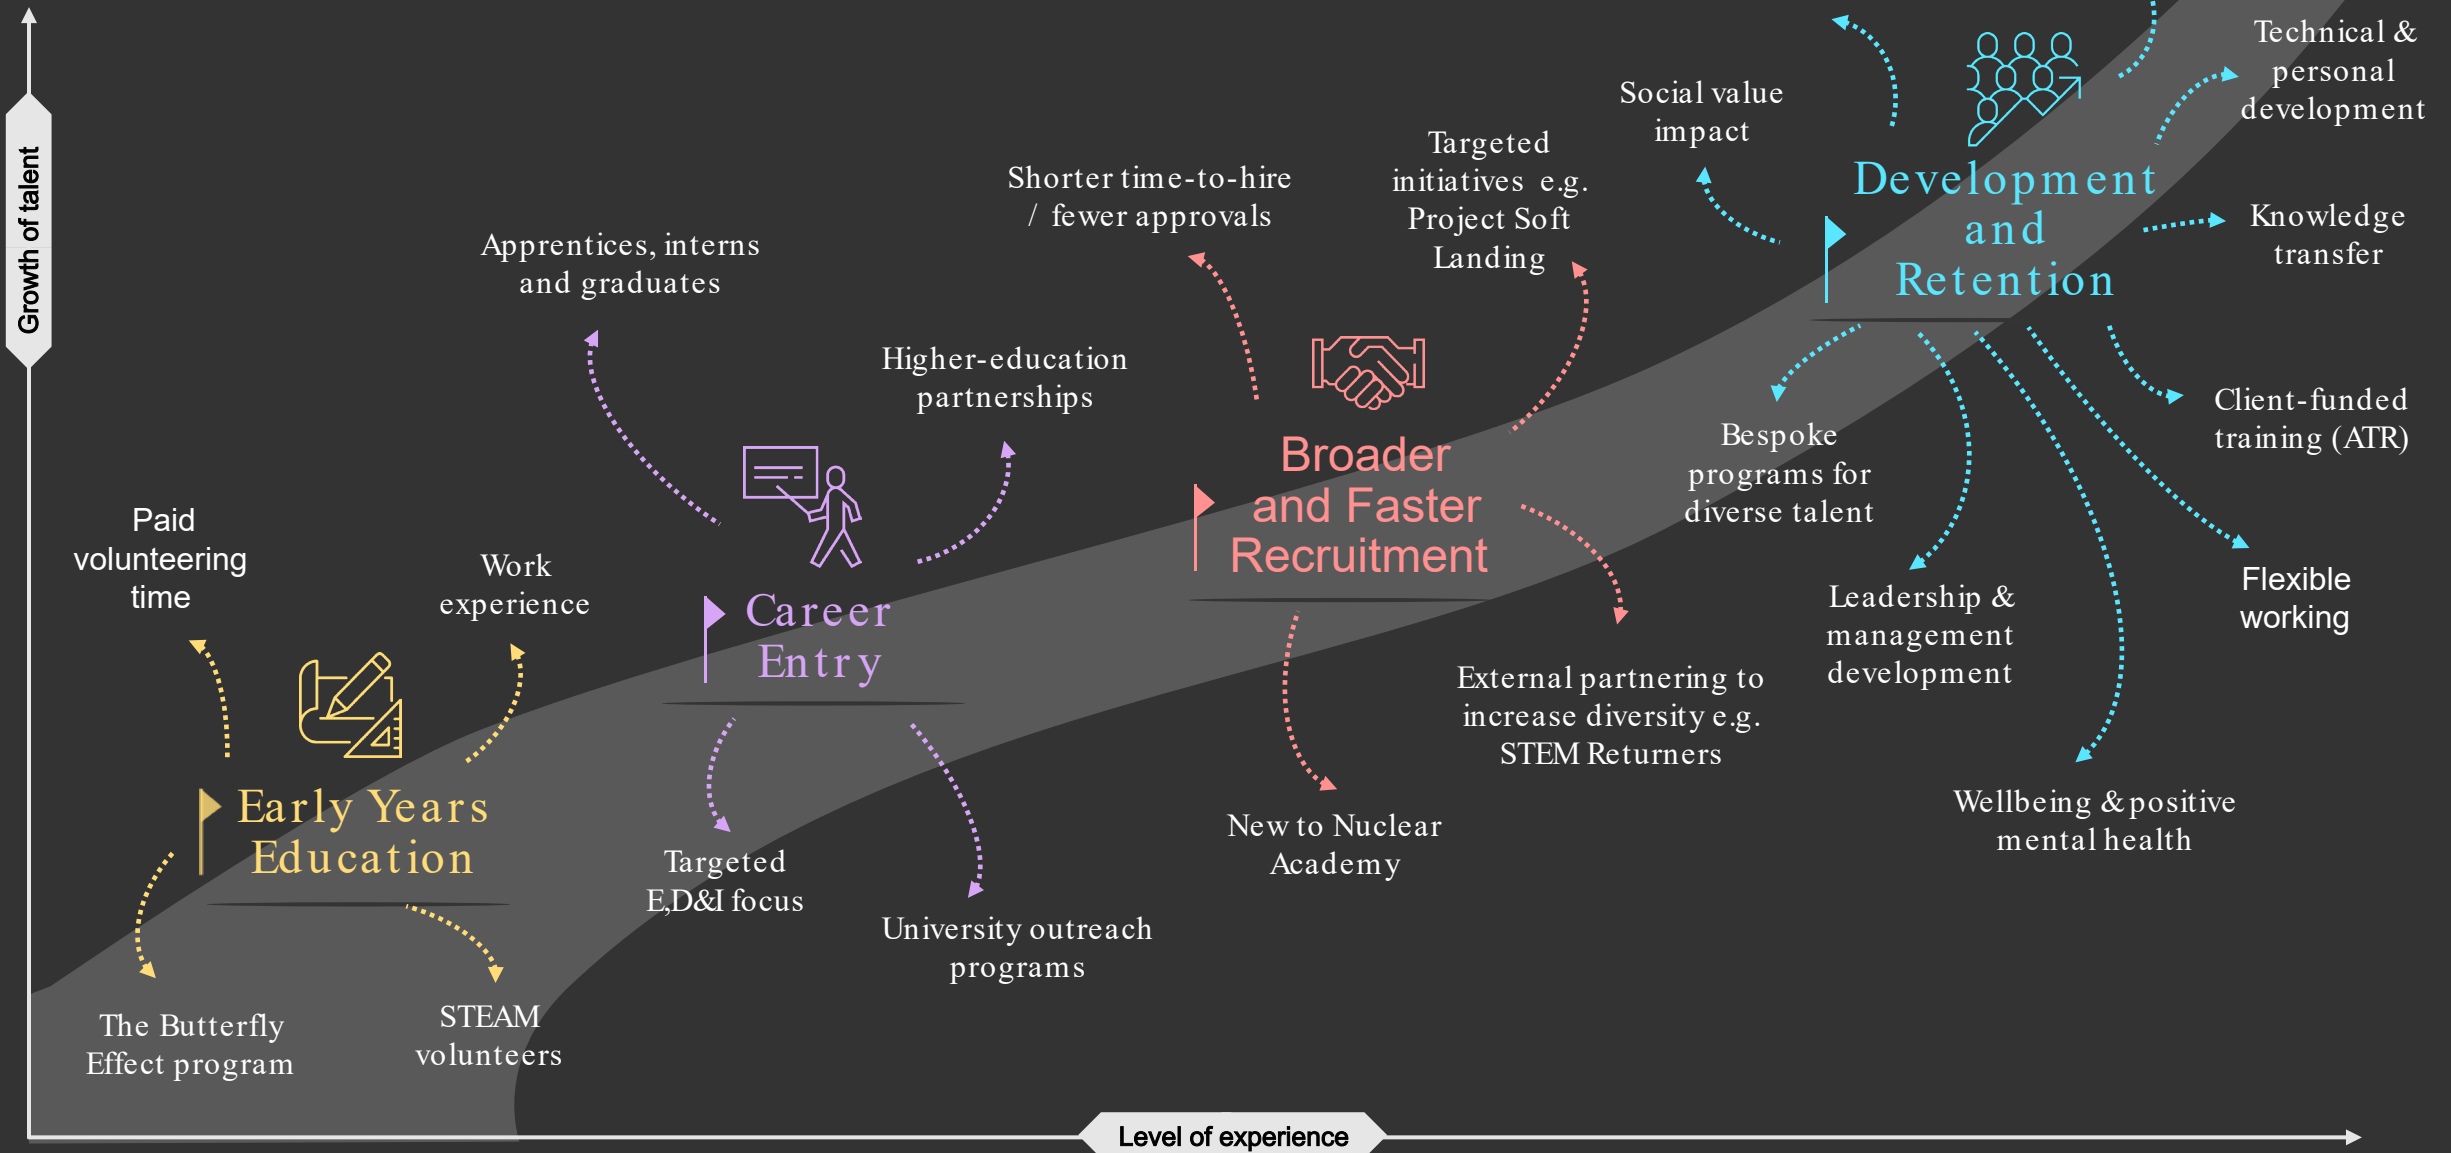 Growth of talent
Paid
volunteering
time
Work
experience
Early Years
Education
The Butterfly
Effect program
STEAM
volunteers
Apprentices, interns
and graduates
Higher-education
partnerships
Career
Entry
Targeted
E,D&I focus
University outreach
programs
Shorter time-to-hire
/ fewer approvals
Targeted
initiatives e.g.
Project Soft
Landing
Broader
and Faster
Recruitment
New to Nuclear
Academy
External partnering to
increase diversity e.g.
STEM Returners
Social value
impact
Technical &
personal
development
Development
and
Retention
Knowledge
transfer
Client-funded
training (ATR)
Bespoke
programs for
diverse talent
Leadership &
management
development
Flexible
working
Wellbeing & positive
mental health
Level of experience